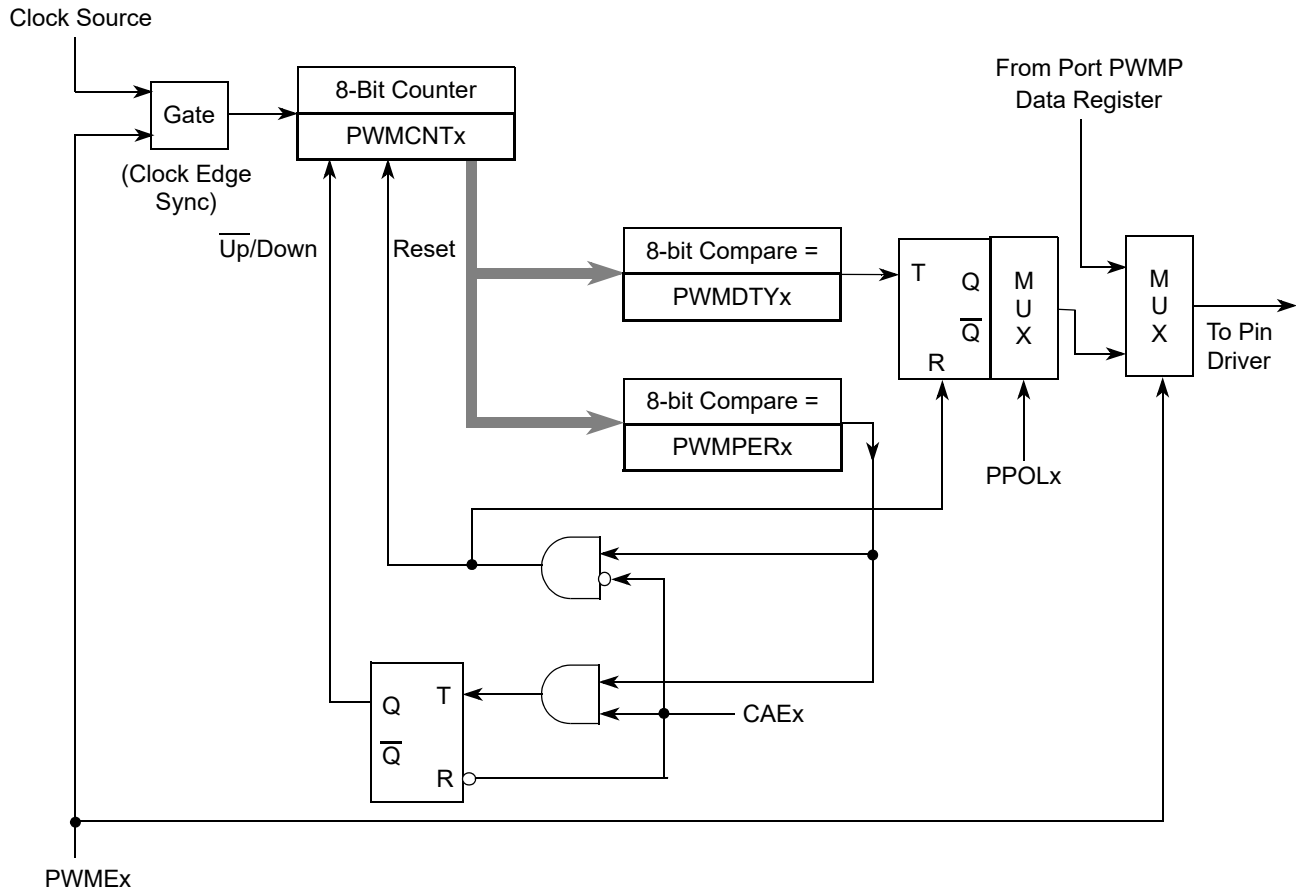 Clock Source
From Port PWMP
Data Register
Gate
8-Bit Counter
PWMCNTx
(Clock Edge
Sync)
U̅p̅/Down
Reset
8-bit Compare =
PWMDTYx
T
Q
Q̅
R
M
U
X
M
U
X
To Pin
Driver
8-bit Compare =
PWMPERx
PPOLx
Q
T
Q̅
R
CAEx
PWMEx